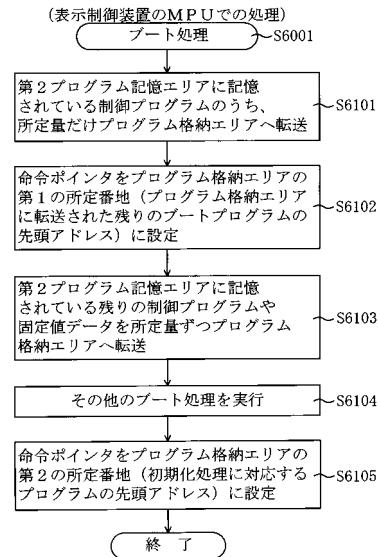 (表示制御装置のMPUでの処理)
ブート処理
S6001
第2プログラム記憶エリアに記憶
されている制御プログラムのうち、
所定量だけプログラム格納エリアへ転送
S6101
命令ポインタをプログラム格納エリアの
第1の所定番地(プログラム格納エリア
に転送された残りのブートプログラムの
先頭アドレス)に設定
S6102
第2プログラム記憶エリアに記憶
されている残りの制御プログラムや
固定値データを所定量ずつプログラム
格納エリアへ転送
S6103
その他のブート処理を実行
S6104
命令ポインタをプログラム格納エリアの
第2の所定番地(初期化処理に対応する
プログラムの先頭アドレス)に設定
S6105
終 了